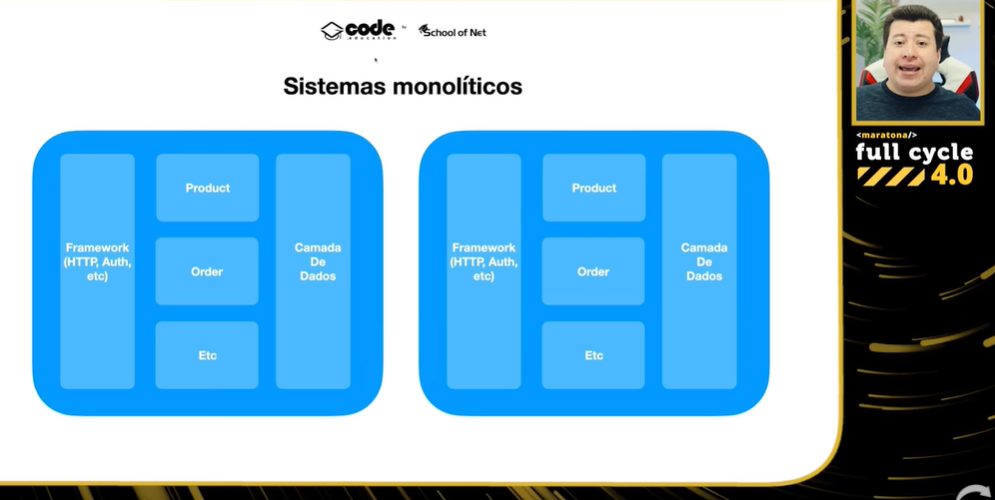 code
education
School of Net
Sistemas monolíticos
Framework
(HTTP, Auth,
etc)
Product
Order
Etc
Camada
De
Dados
Framework
(HTTP, Auth,
etc)
Product
Order
Etc
Camada
De
Dados
<maratona/>
full cycle
4.0